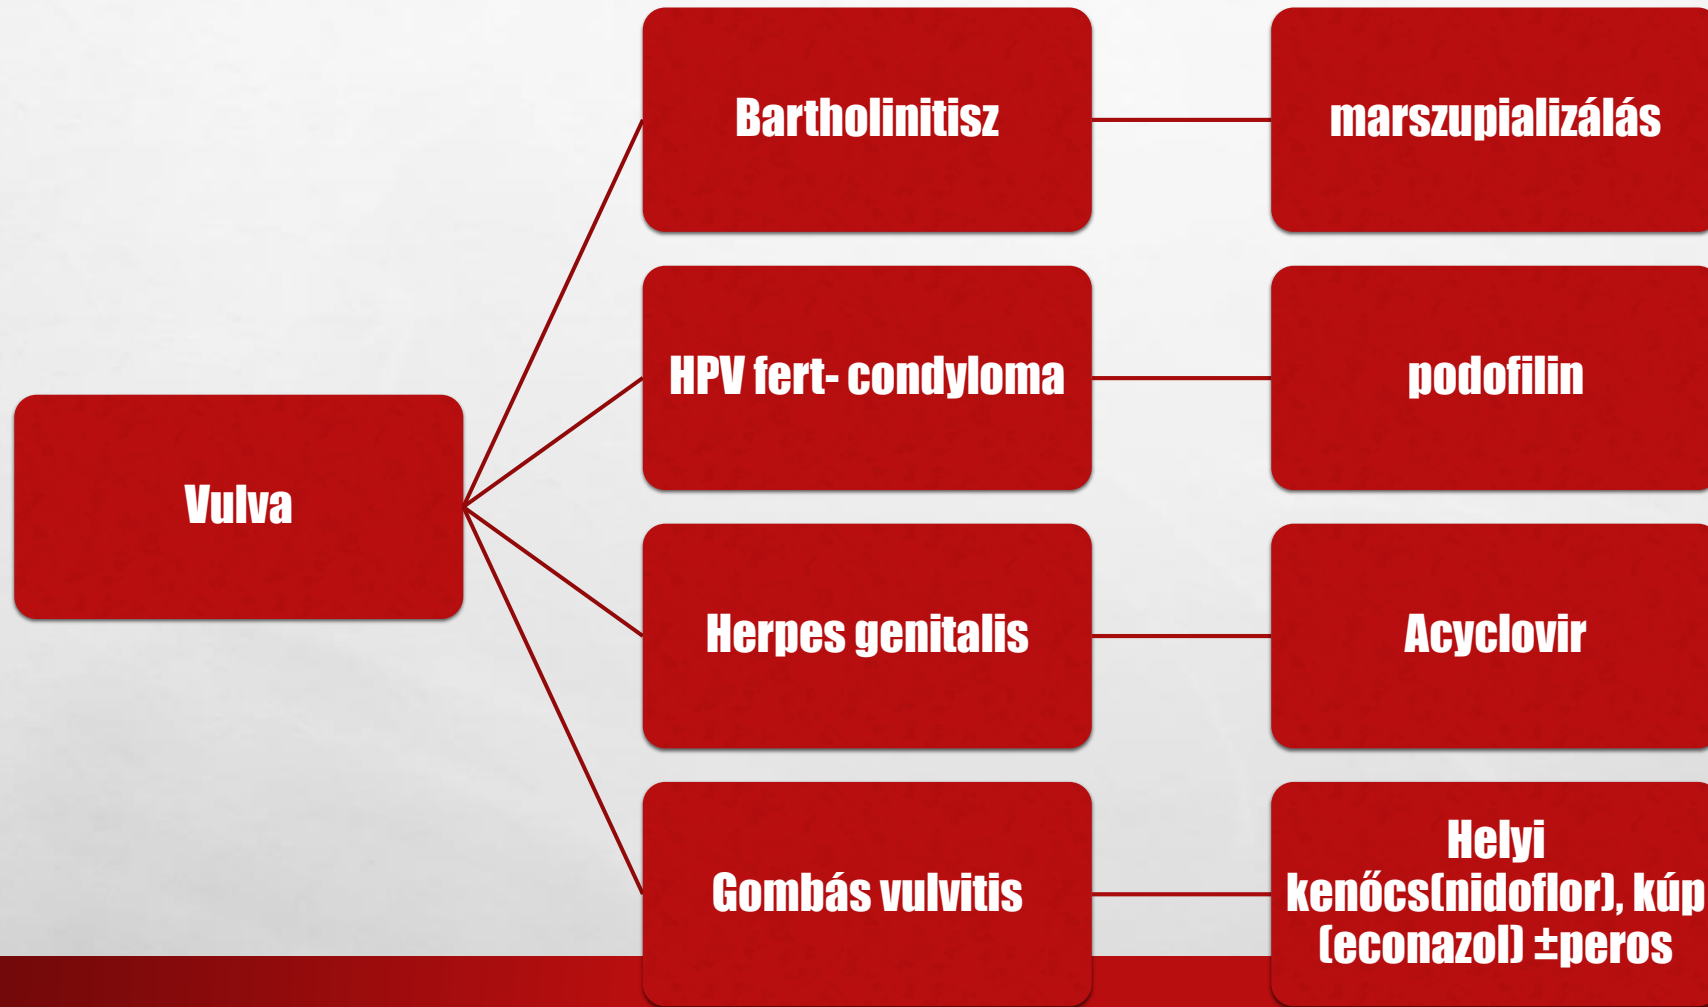 Vulva
Bartholinitisz
marszupializálás
HPV fert- condyloma
podofilin
Herpes genitalis
Acyclovir
Gombás vulvitis
Helyi
kenőcs(nidoflor), kúp
(econazol) ±peros